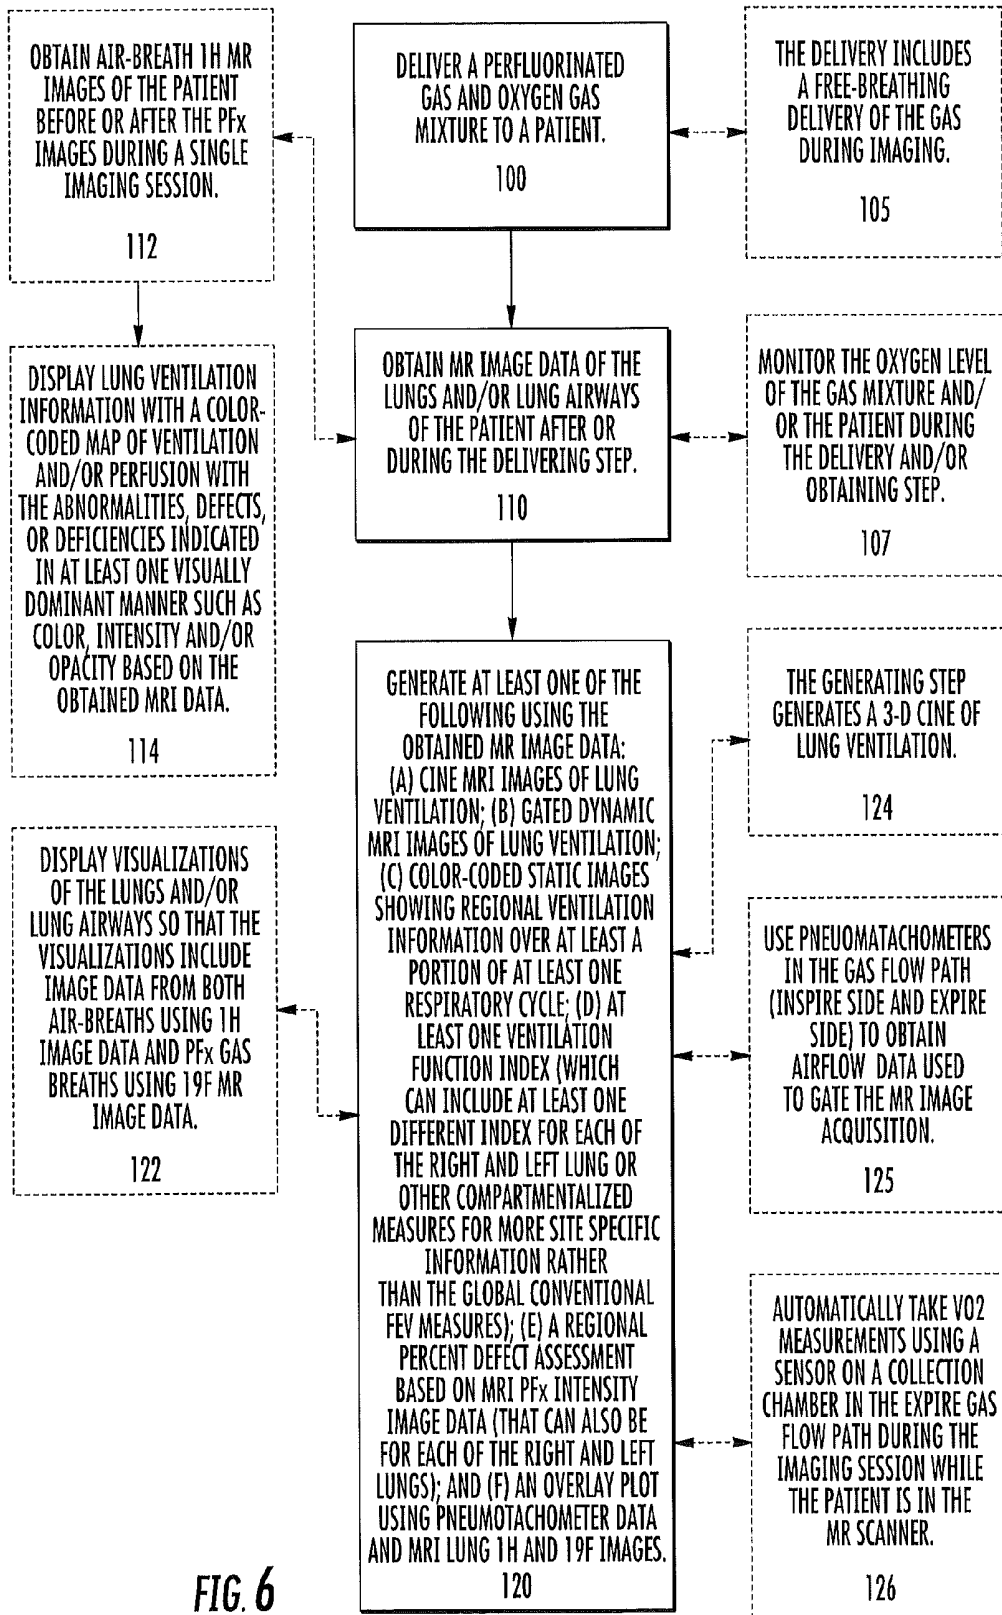 OBTAIN AIR-BREATH 1H MR
IMAGES OF THE PATIENT
BEFORE OR AFTER THE PFx
IMAGES DURING A SINGLE
IMAGING SESSION.
112
DELIVER A PERFLUORINATED
GAS AND OXYGEN GAS
MIXTURE TO A PATIENT.
100
THE DELIVERY INCLUDES
A FREE-BREATHING
DELIVERY OF THE GAS
DURING IMAGING.
105
DISPLAY LUNG VENTILATION
INFORMATION WITH A COLOR-
CODED MAP OF VENTILATION
AND/OR PERFUSION WITH
THE ABNORMALITIES, DEFECTS,
OR DEFICIENCIES INDICATED
IN AT LEAST ONE VISUALLY
DOMINANT MANNER SUCH AS
COLOR, INTENSITY AND/OR
OPACITY BASED ON THE
OBTAINED MRI DATA.
114
OBTAIN MR IMAGE DATA OF THE
LUNGS AND/OR LUNG AIRWAYS
OF THE PATIENT AFTER OR
DURING THE DELIVERING STEP.
110
MONITOR THE OXYGEN LEVEL
OF THE GAS MIXTURE AND/
OR THE PATIENT DURING
THE DELIVERY AND/OR
OBTAINING STEP.
107
DISPLAY VISUALIZATIONS
OF THE LUNGS AND/OR
LUNG AIRWAYS SO THAT THE
VISUALIZATIONS INCLUDE
IMAGE DATA FROM BOTH
AIR-BREATHS USING 1H
IMAGE DATA AND PFx GAS
BREATHS USING 19F MR
IMAGE DATA.
122
GENERATE AT LEAST ONE OF THE
FOLLOWING USING THE
OBTAINED MR IMAGE DATA:
(A) CINE MRI IMAGES OF LUNG
VENTILATION; (B) GATED DYNAMIC
MRI IMAGES OF LUNG VENTILATION;
(C) COLOR-CODED STATIC IMAGES
SHOWING REGIONAL VENTILATION
INFORMATION OVER AT LEAST A
PORTION OF AT LEAST ONE
RESPIRATORY CYCLE; (D) AT
LEAST ONE VENTILATION
FUNCTION INDEX (WHICH
CAN INCLUDE AT LEAST ONE
DIFFERENT INDEX FOR EACH OF
THE RIGHT AND LEFT LUNG OR
OTHER COMPARTMENTALIZED
MEASURES FOR MORE SITE SPECIFIC
INFORMATION RATHER
THAN THE GLOBAL CONVENTIONAL
FEV MEASURES); (E) A REGIONAL
PERCENT DEFECT ASSESSMENT
BASED ON MRI PFx INTENSITY
IMAGE DATA (THAT CAN ALSO BE
FOR EACH OF THE RIGHT AND LEFT
LUNGS); AND (F) AN OVERLAY PLOT
USING PNEUMOTACHOMETER DATA
AND MRI LUNG 1H AND 19F IMAGES.
120
THE GENERATING STEP
GENERATES A 3-D CINE OF
LUNG VENTILATION.
124
USE PNEUOMATACHOMETERS
IN THE GAS FLOW PATH
(INSPIRE SIDE AND EXPIRE
SIDE) TO OBTAIN
AIRFLOW DATA USED
TO GATE THE MR IMAGE
ACQUISITION.
125
AUTOMATICALLY TAKE VO2
MEASUREMENTS USING A
SENSOR ON A COLLECTION
CHAMBER IN THE EXPIRE GAS
FLOW PATH DURING THE
IMAGING SESSION WHILE
THE PATIENT IS IN THE
MR SCANNER.
126
FIG. 6